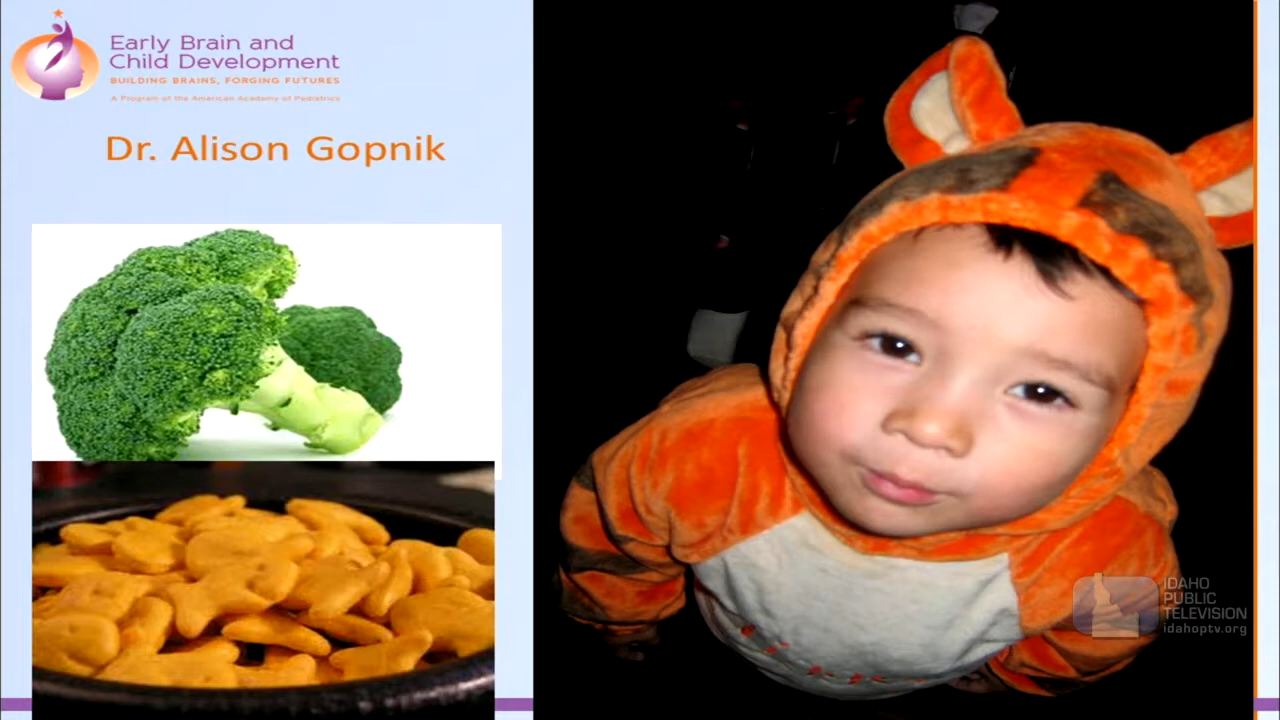 Early Brain and
Child Development
BUILDING BRAINS, FORGING FUTURES
A Program of the American Academy of Pediatrics
Dr. Alison Gopnik
IDAHO
PUBLIC
TELEVISION
idahoptv.org